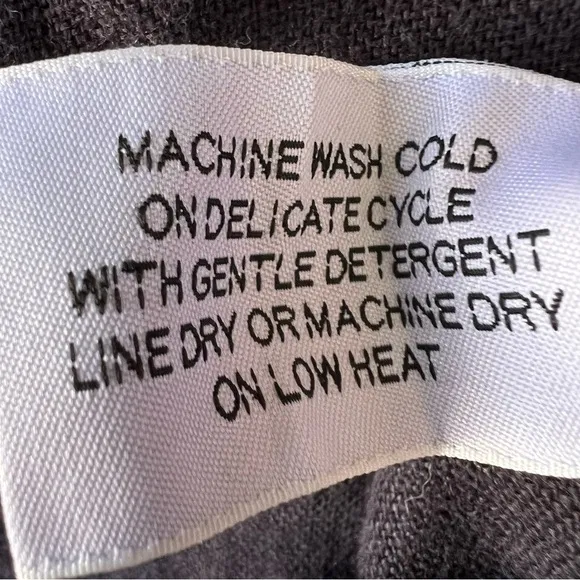 MACHINE WASH COLD
ON DELICATE CYCLE
WITH GENTLE DETERGENT
LINE DRY OR MACHINE DRY
ON LOW HEAT